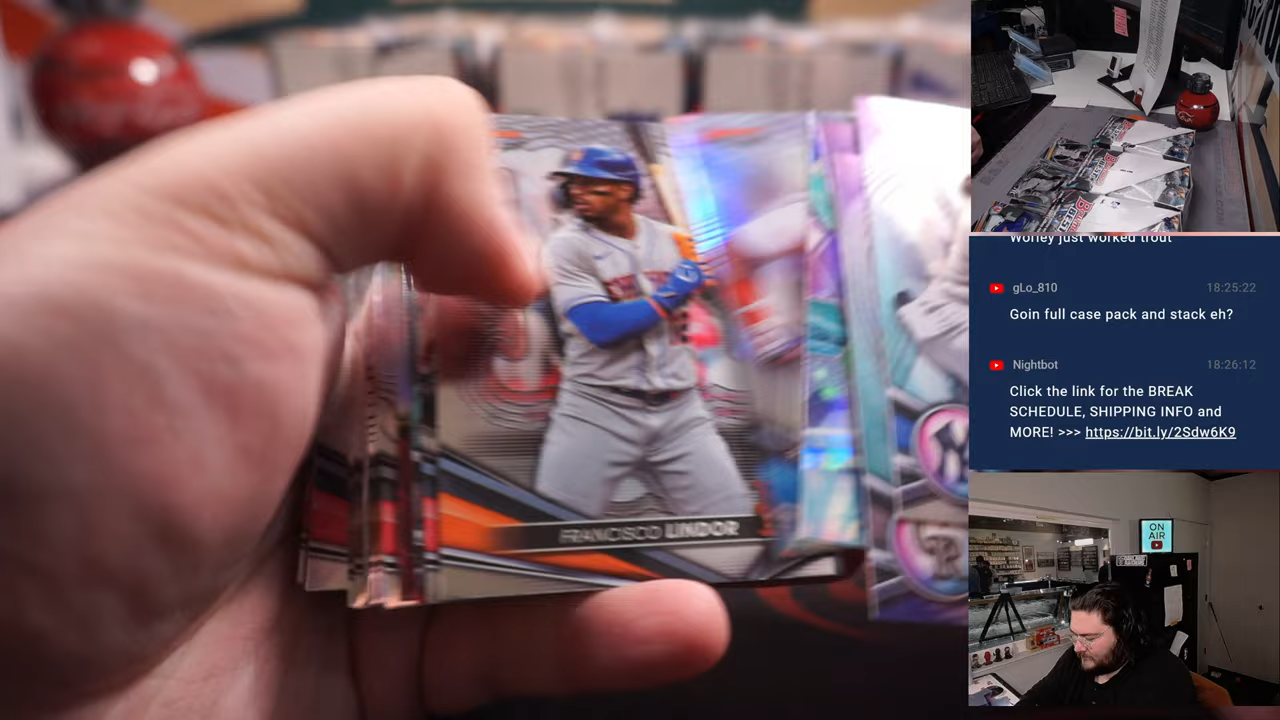 FRANCISCO LINDOR
Worley just worked trout
gLo_810 18:25:22
Goin full case pack and stack eh?
Nightbot 18:26:12
Click the link for the BREAK
SCHEDULE, SHIPPING INFO and
MORE! >>> https://bit.ly/2Sdw6K9
ON
AIR